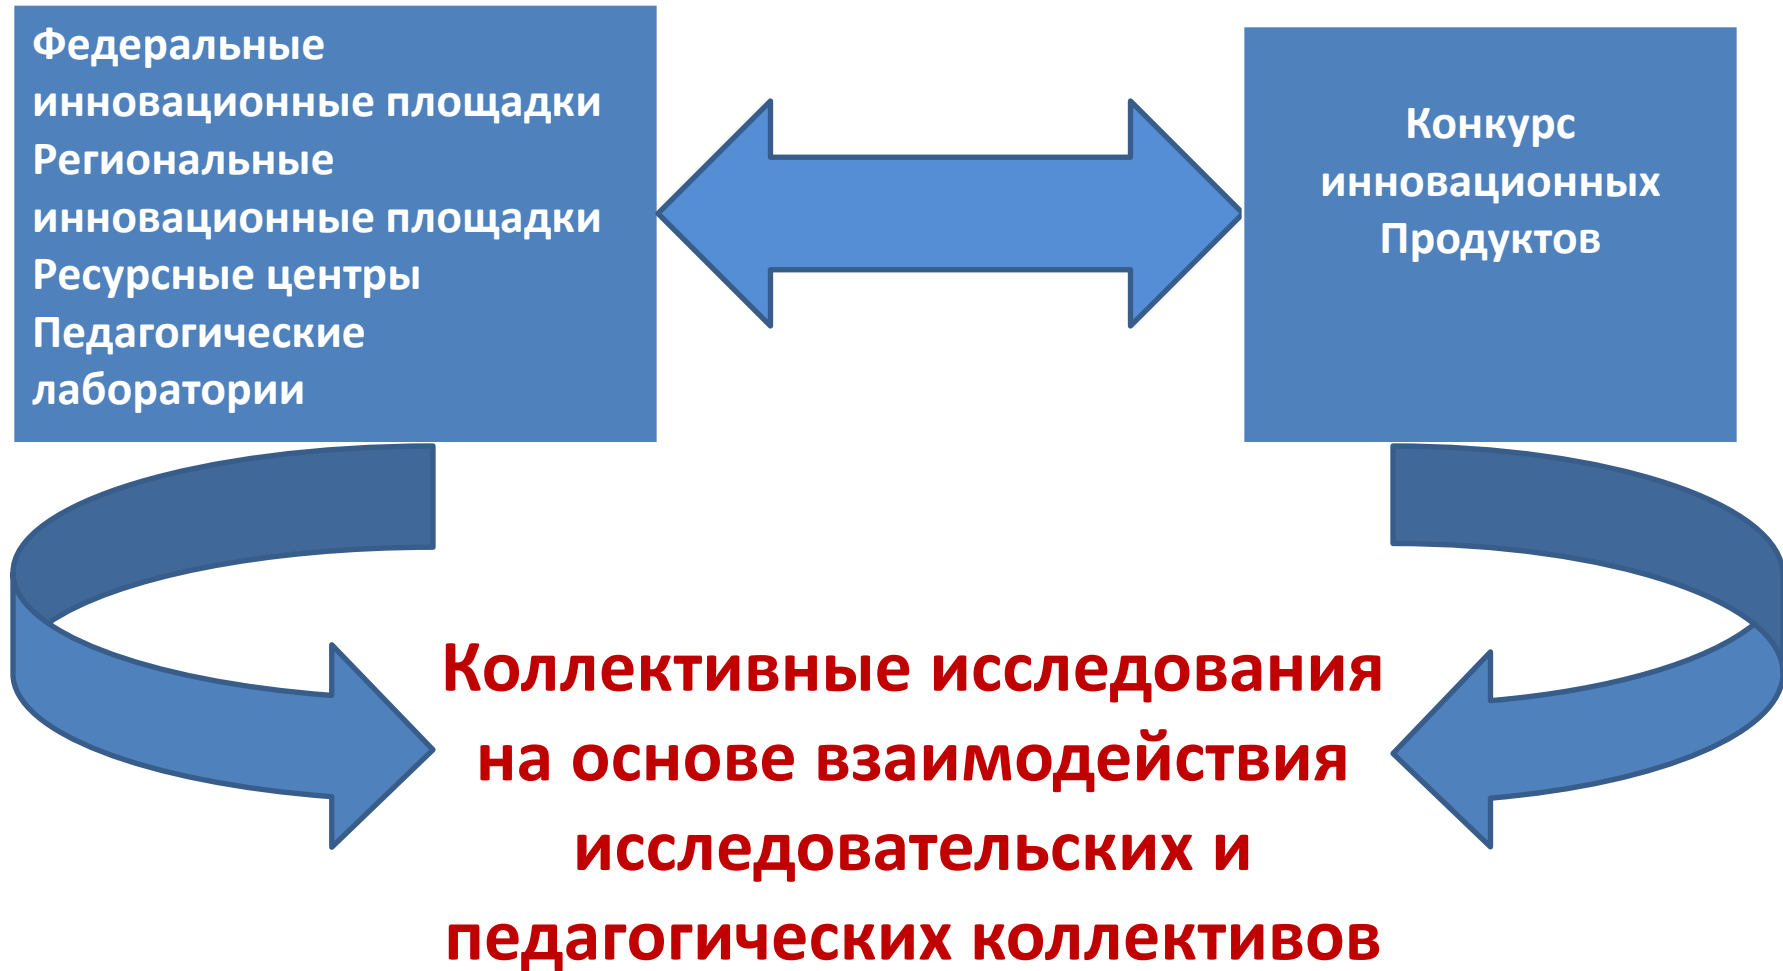 Федеральные
инновационные площадки
Региональные
инновационные площадки
Ресурсные центры
Педагогические
лаборатории
Конкурс
инновационных
Продуктов
Коллективные исследования
на основе взаимодействия
исследовательских и
педагогических коллективов